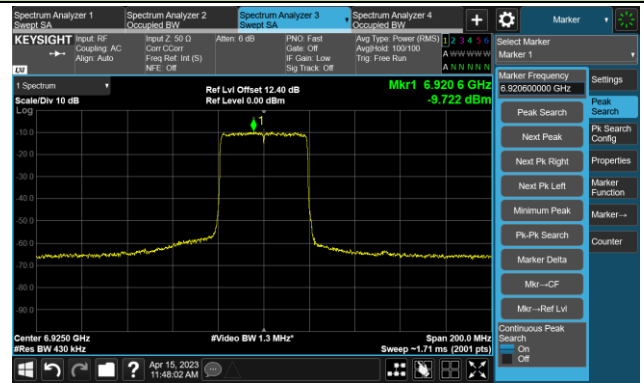 Spectrum Analyzer 1
Swept SA
Spectrum Analyzer 2
Occupied BW
Spectrum Analyzer 3
Swept SA
Spectrum Analyzer 4
Occupied BW
+
Marker
KEYSIGHT
Input: RF
Coupling: AC
Align: Auto
Input Z: 50 Ω
Corr CCorr
Freq Ref: Int (S)
NFE: Off
Atten: 6 dB
PNO: Fast
Gate: Off
IF Gain: Low
Sig Track: Off
Avg Type: Power (RMS)
Avg|Hold: 100/100
Trig: Free Run
1 2 3 4 5 6
A W W W W W
A N N N N N
LXI
Select Marker
Marker 1
1 Spectrum
Scale/Div 10 dB
Log
Ref Lvl Offset 12.40 dB
Ref Level 0.00 dBm
Mkr1 6.920 6 GHz
-9.722 dBm
1
-10.0
-20.0
-30.0
-40.0
-50.0
-60.0
-70.0
-80.0
-90.0
Center 6.9250 GHz
#Res BW 430 kHz
#Video BW 1.3 MHz*
Span 200.0 MHz
Sweep ~1.71 ms (2001 pts)
Marker Frequency
6.920600000 GHz
Peak Search
Next Peak
Next Pk Right
Next Pk Left
Minimum Peak
Pk-Pk Search
Marker Delta
Mkr→CF
Mkr→Ref Lvl
Continuous Peak
Search
On
Off
Settings
Peak
Search
Pk Search
Config
Properties
Marker
Function
Marker→
Counter
?
Apr 15, 2023
11:48:02 AM